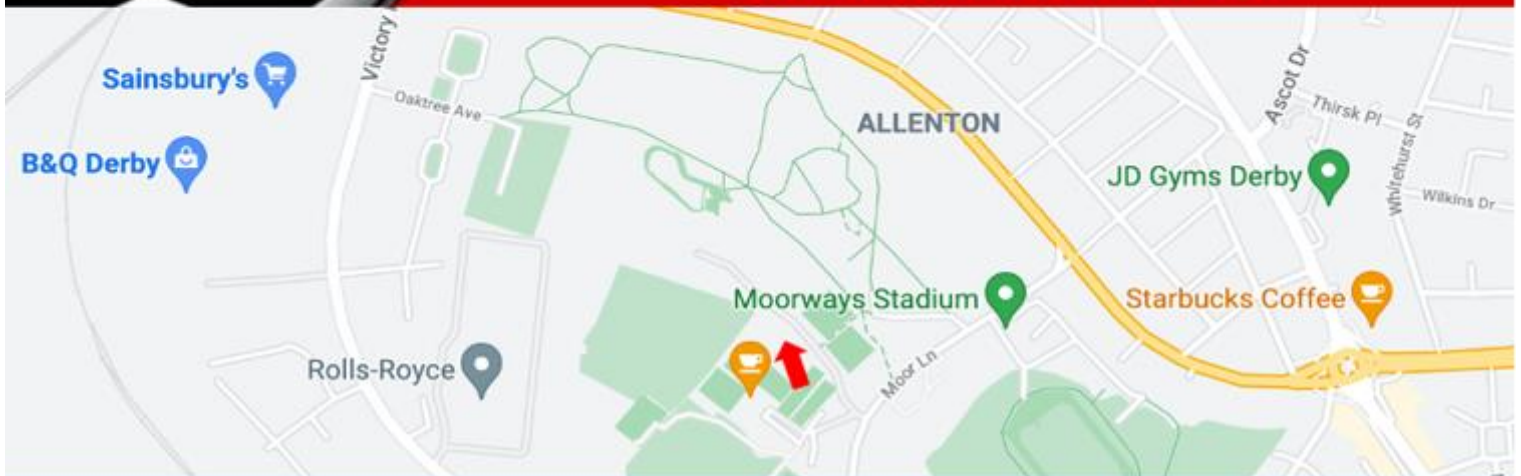 Victory
Sainsbury's
Oaktree Ave
B&Q Derby
ALLENTON
Ascot Dr
Thirsk Pl
Whitehurst St
JD Gyms Derby
Wilkins Dr
Moorways Stadium
Starbucks Coffee
Rolls-Royce
Moor Ln